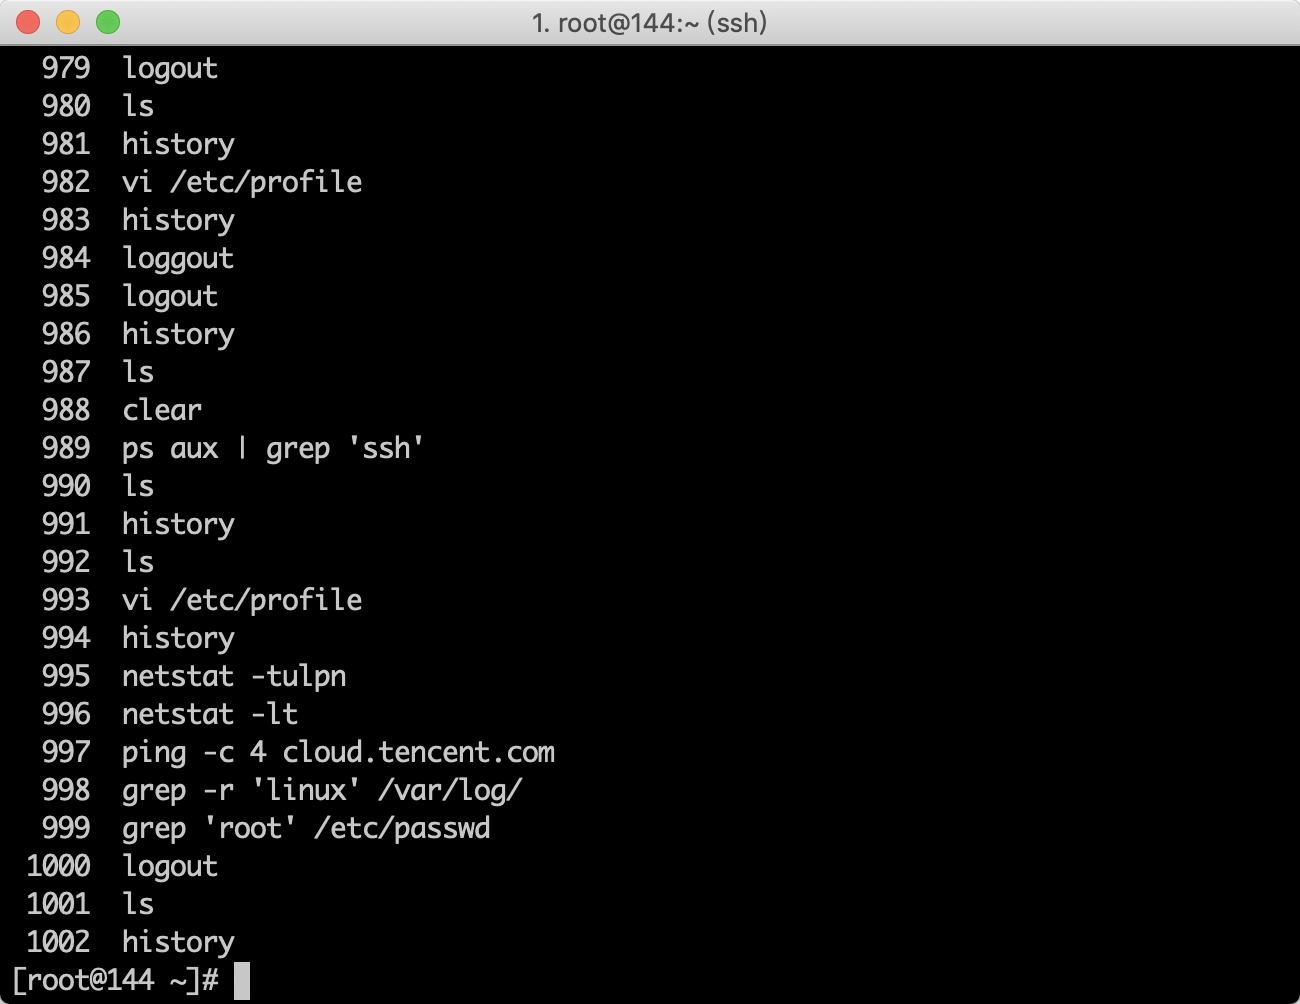 1. root@144:~ (ssh)
979 logout
980 ls
981 history
982 vi /etc/profile
983 history
984 loggout
985 logout
986 history
987 ls
988 clear
989 ps aux | grep 'ssh'
990 ls
991 history
992 ls
993 vi /etc/profile
994 history
995 netstat -tulpn
996 netstat -lt
997 ping -c 4 cloud.tencent.com
998 grep -r 'linux' /var/log/
999 grep 'root' /etc/passwd
1000 logout
1001 ls
1002 history
[root@144 ~]#